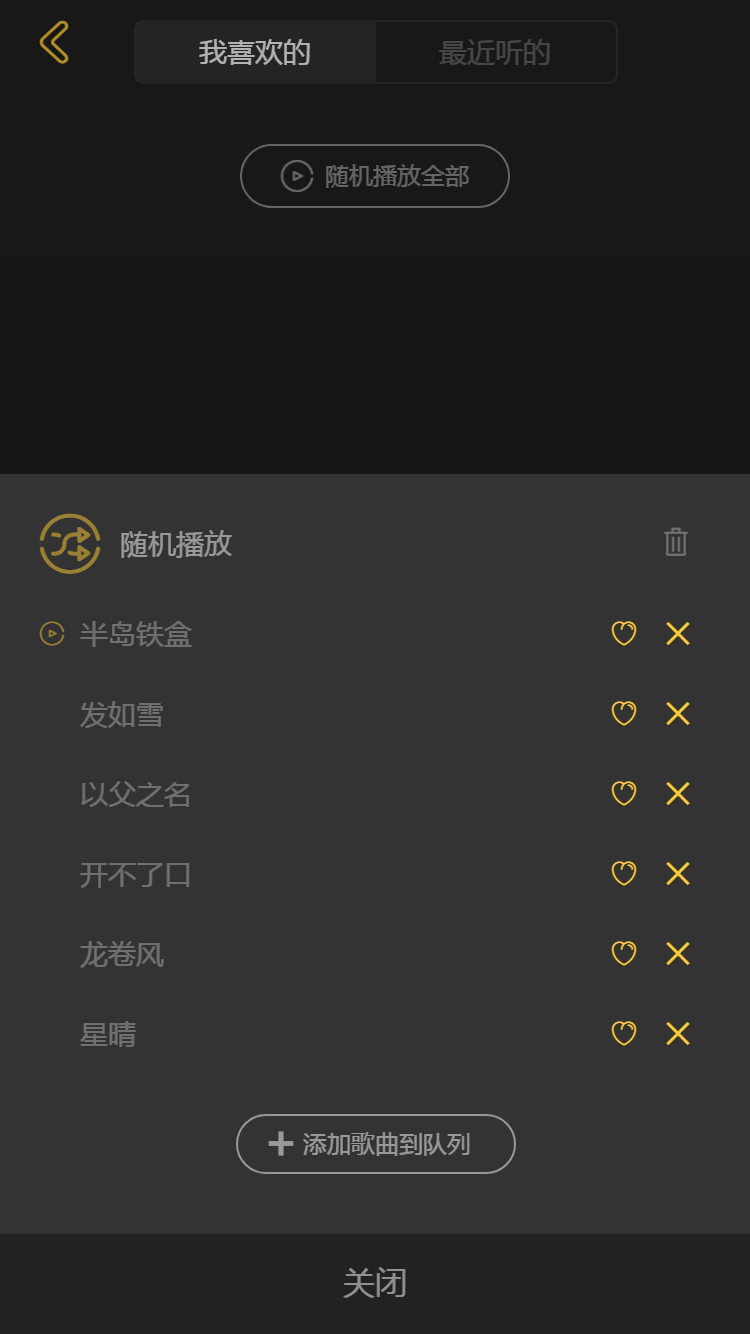 我喜欢的
最近听的
随机播放全部
随机播放
半岛铁盒
发如雪
以父之名
开不了口
龙卷风
星晴
添加歌曲到队列
关闭